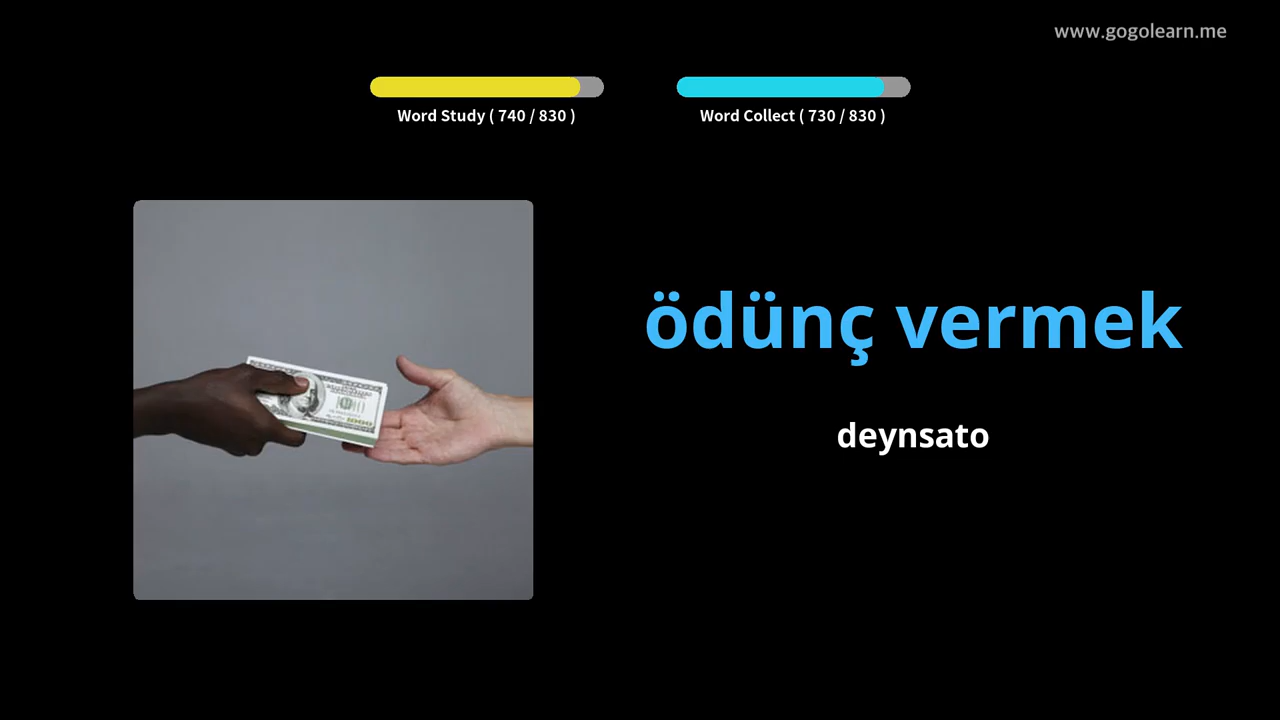 www.gogolearn.me
Word Study ( 740 / 830 )
Word Collect ( 730 / 830 )
ödünç vermek
deynsato